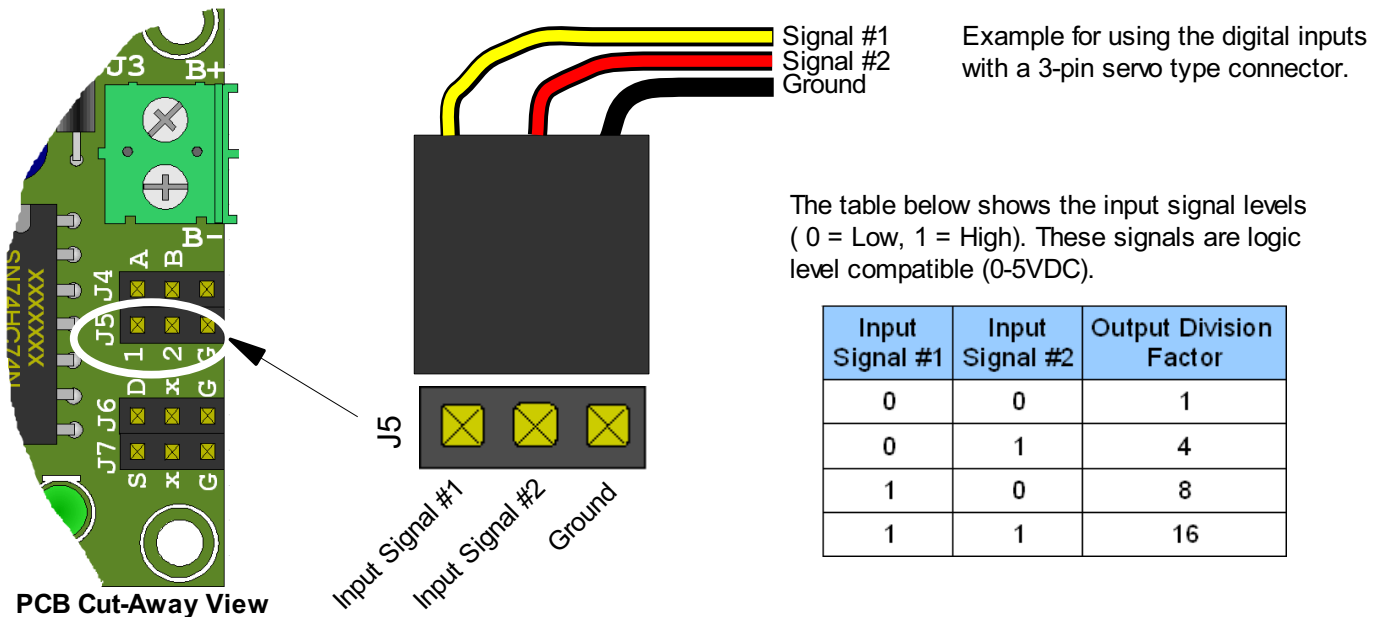 J3 B+
B-
A B
J4
J5
1 2 G
D x G
J6
J7
S x G
SN74HC74N
XXXXXXX
PCB Cut-Away View
Signal #1
Signal #2
Ground
J5
Input Signal #1
Input Signal #2
Ground
Example for using the digital inputs
with a 3-pin servo type connector.
The table below shows the input signal levels
( 0 = Low, 1 = High). These signals are logic
level compatible (0-5VDC).
Input Signal #1 Input Signal #2 Output Division Factor
0 0 1
0 1 4
1 0 8
1 1 16